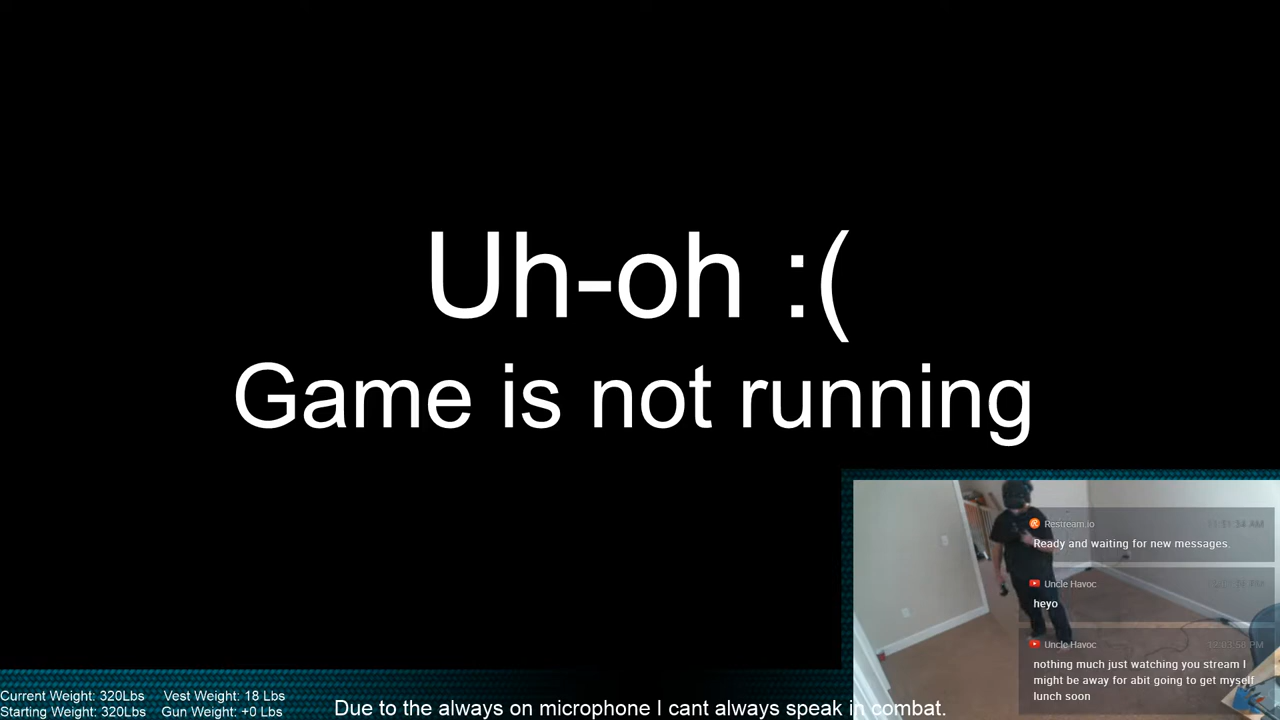 Uh-oh :(
Game is not running
Restream.io
Ready and waiting for new messages.
Uncle Havoc
heyo
Uncle Havoc
nothing much just watching you stream I
might be away for abit going to get myself
lunch soon
Current Weight: 320Lbs Vest Weight: 18 Lbs
Starting Weight: 320Lbs Gun Weight: +0 Lbs
Due to the always on microphone I cant always speak in combat.